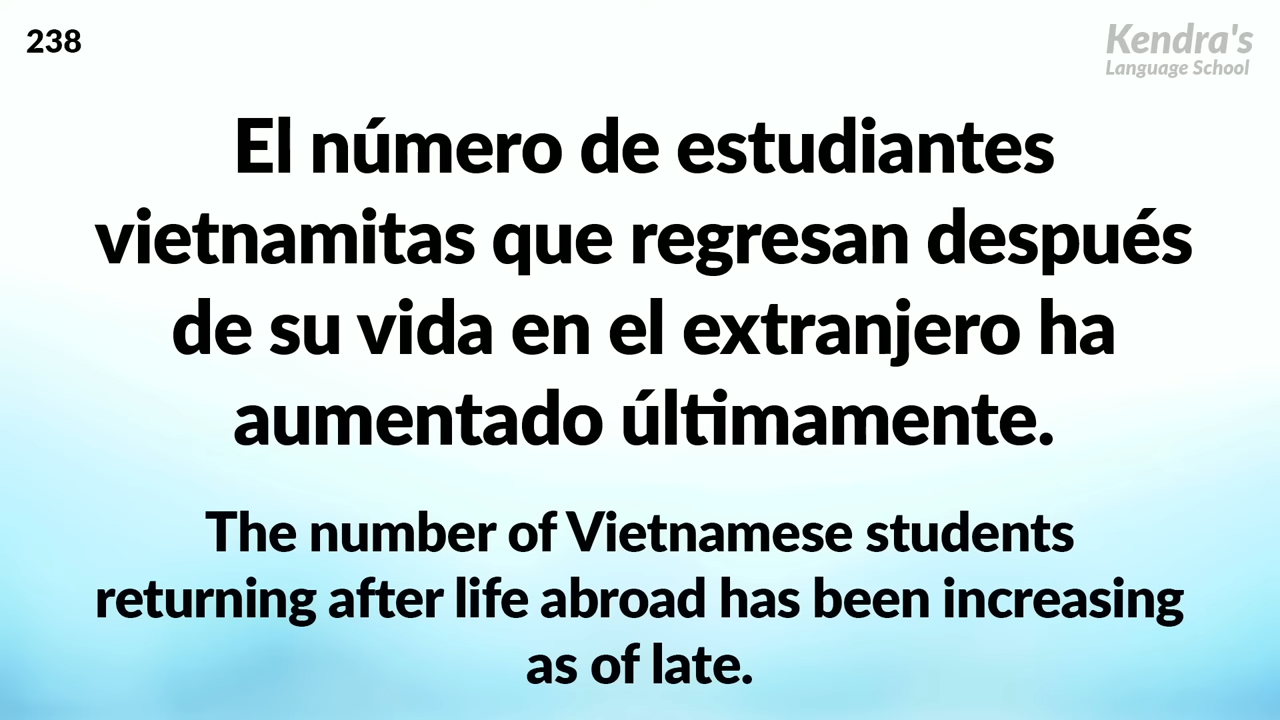 238
Kendra's
Language School
El número de estudiantes
vietnamitas que regresan después
de su vida en el extranjero ha
aumentado últimamente.
The number of Vietnamese students
returning after life abroad has been increasing
as of late.